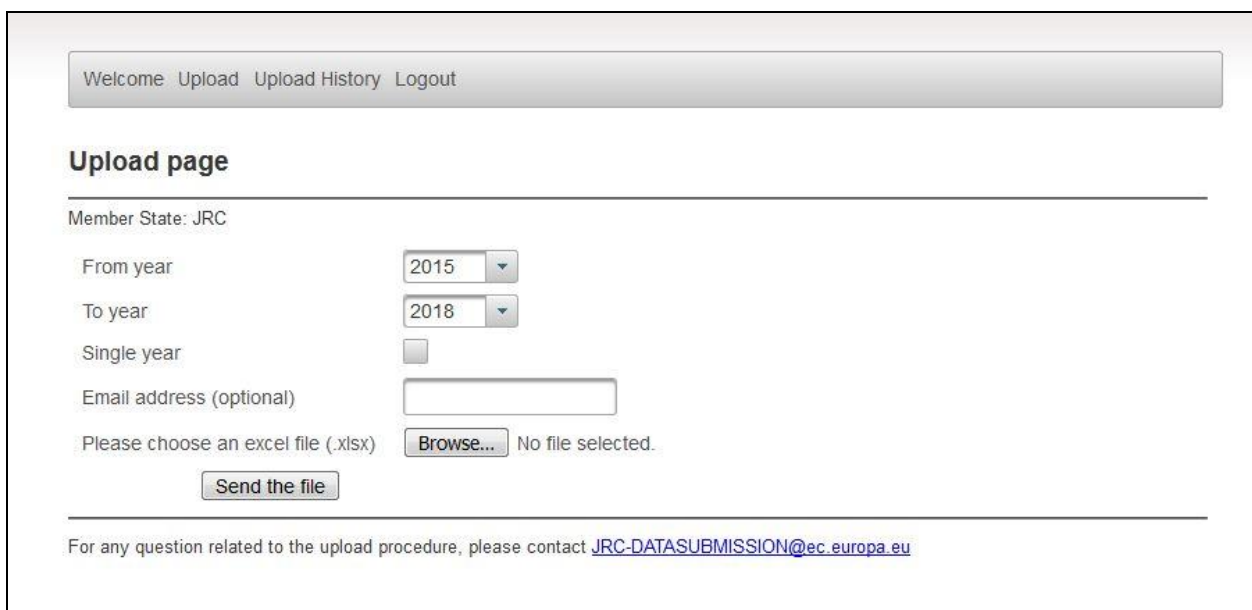 Welcome Upload Upload History Logout
Upload page
Member State: JRC
From year 2015
To year 2018
Single year
Email address (optional)
Please choose an excel file (.xlsx) Browse... No file selected.
Send the file
For any question related to the upload procedure, please contact JRC-DATASUBMISSION@ec.europa.eu